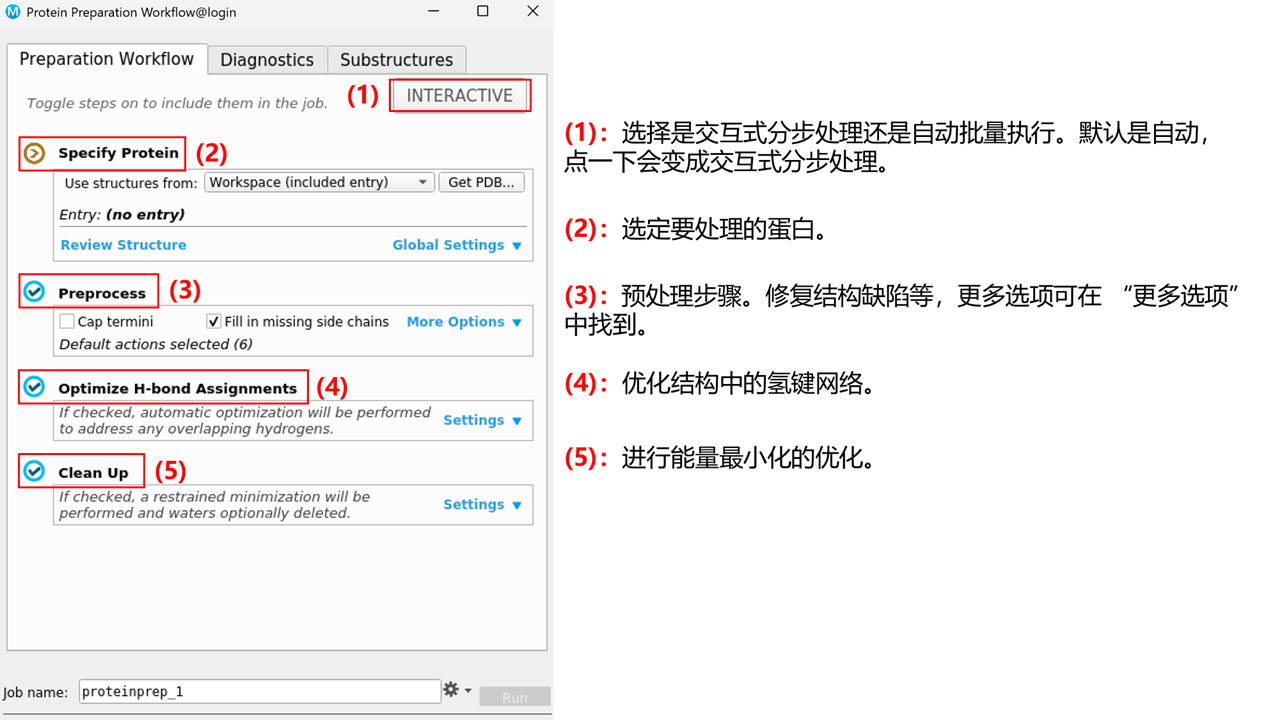 Protein Preparation Workflow@login
Preparation Workflow Diagnostics Substructures
Toggle steps on to include them in the job. (1) INTERACTIVE
Specify Protein (2)
Use structures from: Workspace (included entry) Get PDB...
Entry: (no entry)
Review Structure Global Settings
Preprocess (3)
Cap termini Fill in missing side chains More Options
Default actions selected (6)
Optimize H-bond Assignments (4)
If checked, automatic optimization will be performed
to address any overlapping hydrogens. Settings
Clean Up (5)
If checked, a restrained minimization will be
performed and waters optionally deleted. Settings
Job name: proteinprep_1 Run
(1)：选择是交互式分步处理还是自动批量执行。默认是自动，
点一下会变成交互式分步处理。
(2)：选定要处理的蛋白。
(3)：预处理步骤。修复结构缺陷等，更多选项可在 “更多选项”
中找到。
(4)：优化结构中的氢键网络。
(5)：进行能量最小化的优化。